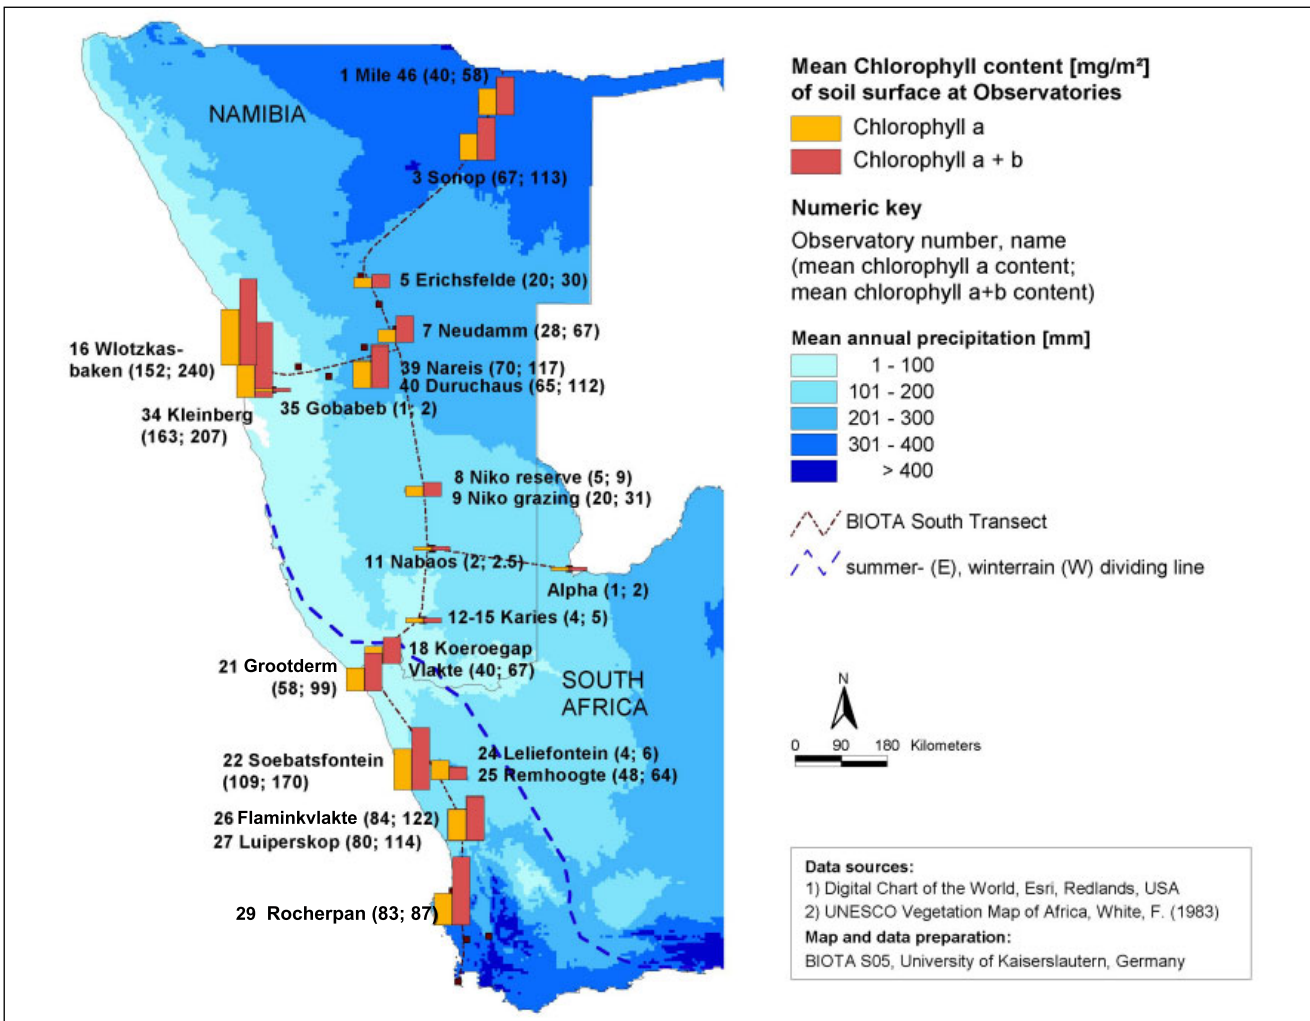 1 Mile 46 (40; 58)
NAMIBIA
3 Sonop (67; 113)
5 Erichsfelde (20; 30)
7 Neudamm (28; 67)
16 Wlotzkas-
baken (152; 240)
39 Nareis (70; 117)
40 Duruchaus (65; 112)
34 Kleinberg
(163; 207)
35 Gobabeb (1; 2)
8 Niko reserve (5; 9)
9 Niko grazing (20; 31)
11 Nabaos (2; 2.5)
Alpha (1; 2)
12-15 Karies (4; 5)
18 Koeroegap
Vlakte (40; 67)
21 Grootderm
(58; 99)
SOUTH
AFRICA
22 Soebatsfontein
(109; 170)
24 Leliefontein (4; 6)
25 Remhoogte (48; 64)
26 Flaminkvlakte (84; 122)
27 Luiperskop (80; 114)
29 Rocherpan (83; 87)
Mean Chlorophyll content [mg/m²]
of soil surface at Observatories
Chlorophyll a
Chlorophyll a + b
Numeric key
Observatory number, name
(mean chlorophyll a content;
mean chlorophyll a+b content)
Mean annual precipitation [mm]
1 - 100
101 - 200
201 - 300
301 - 400
> 400
BIOTA South Transect
summer- (E), winterrain (W) dividing line
N
0 90 180 Kilometers
Data sources:
1) Digital Chart of the World, Esri, Redlands, USA
2) UNESCO Vegetation Map of Africa, White, F. (1983)
Map and data preparation:
BIOTA S05, University of Kaiserslautern, Germany